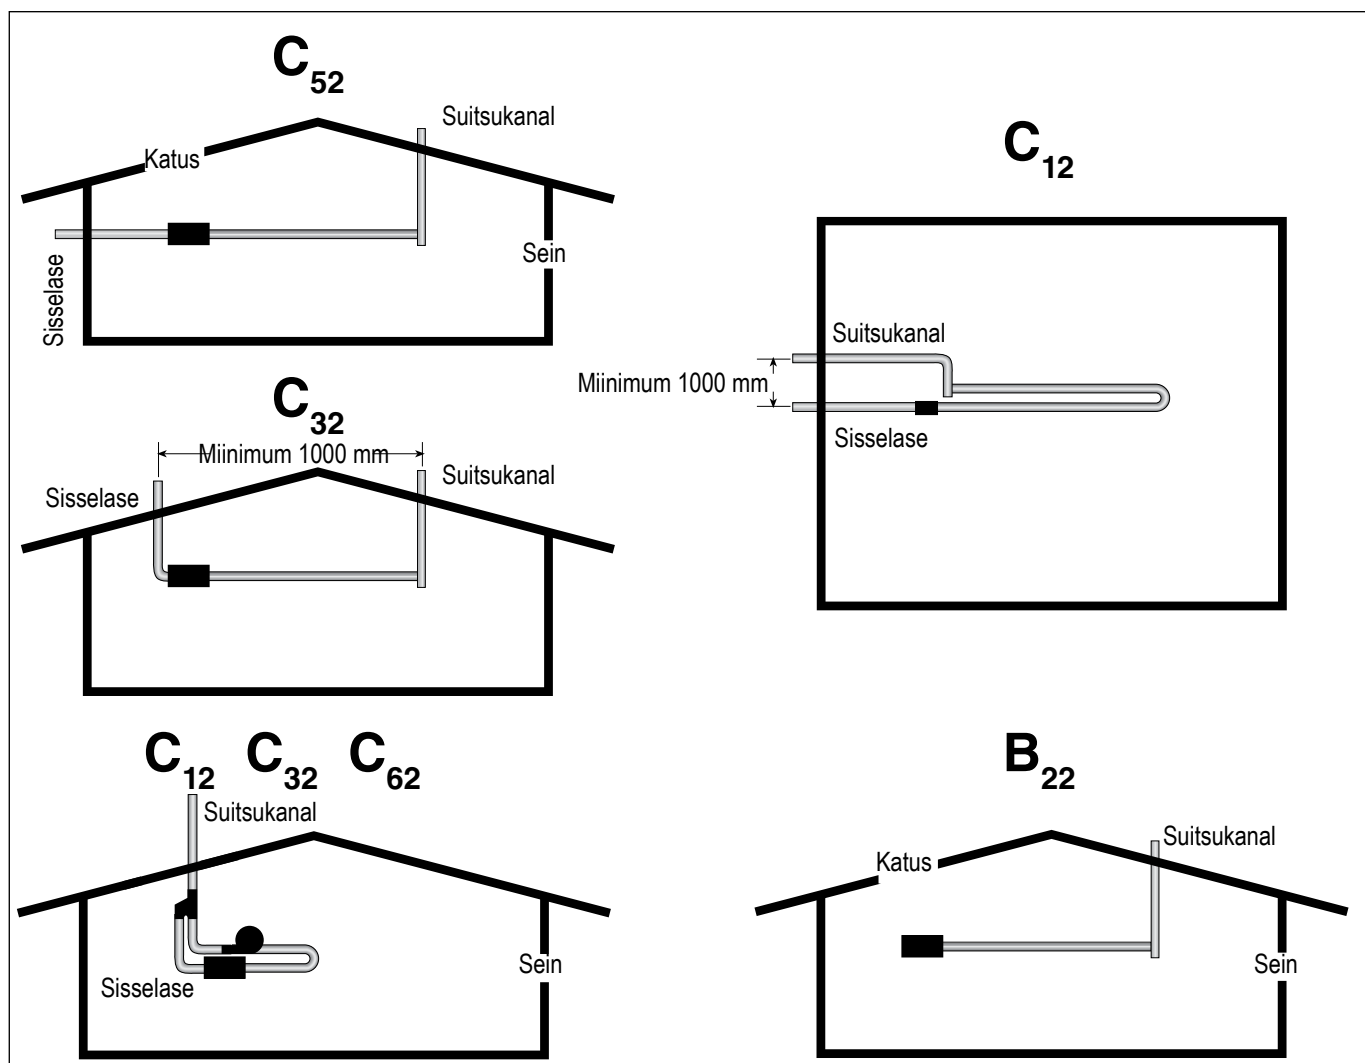 C52
Suitsukanal
Katus
Sisselase
Sein
C12
Suitsukanal
Miinimum 1000 mm
Sisselase
C32
Miinimum 1000 mm
Sisselase
Suitsukanal
C12 C32 C62
Suitsukanal
Sisselase
Sein
B22
Suitsukanal
Katus
Sein